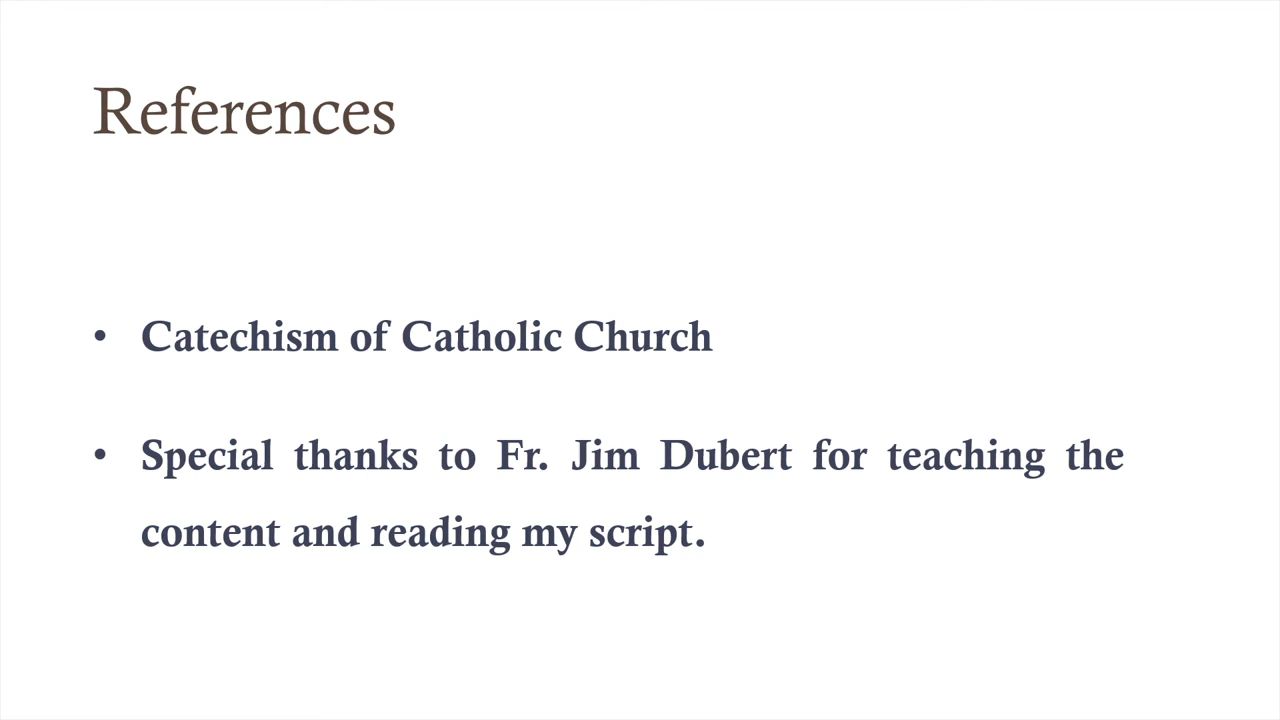 References
• Catechism of Catholic Church
• Special thanks to Fr. Jim Dubert for teaching the
content and reading my script.